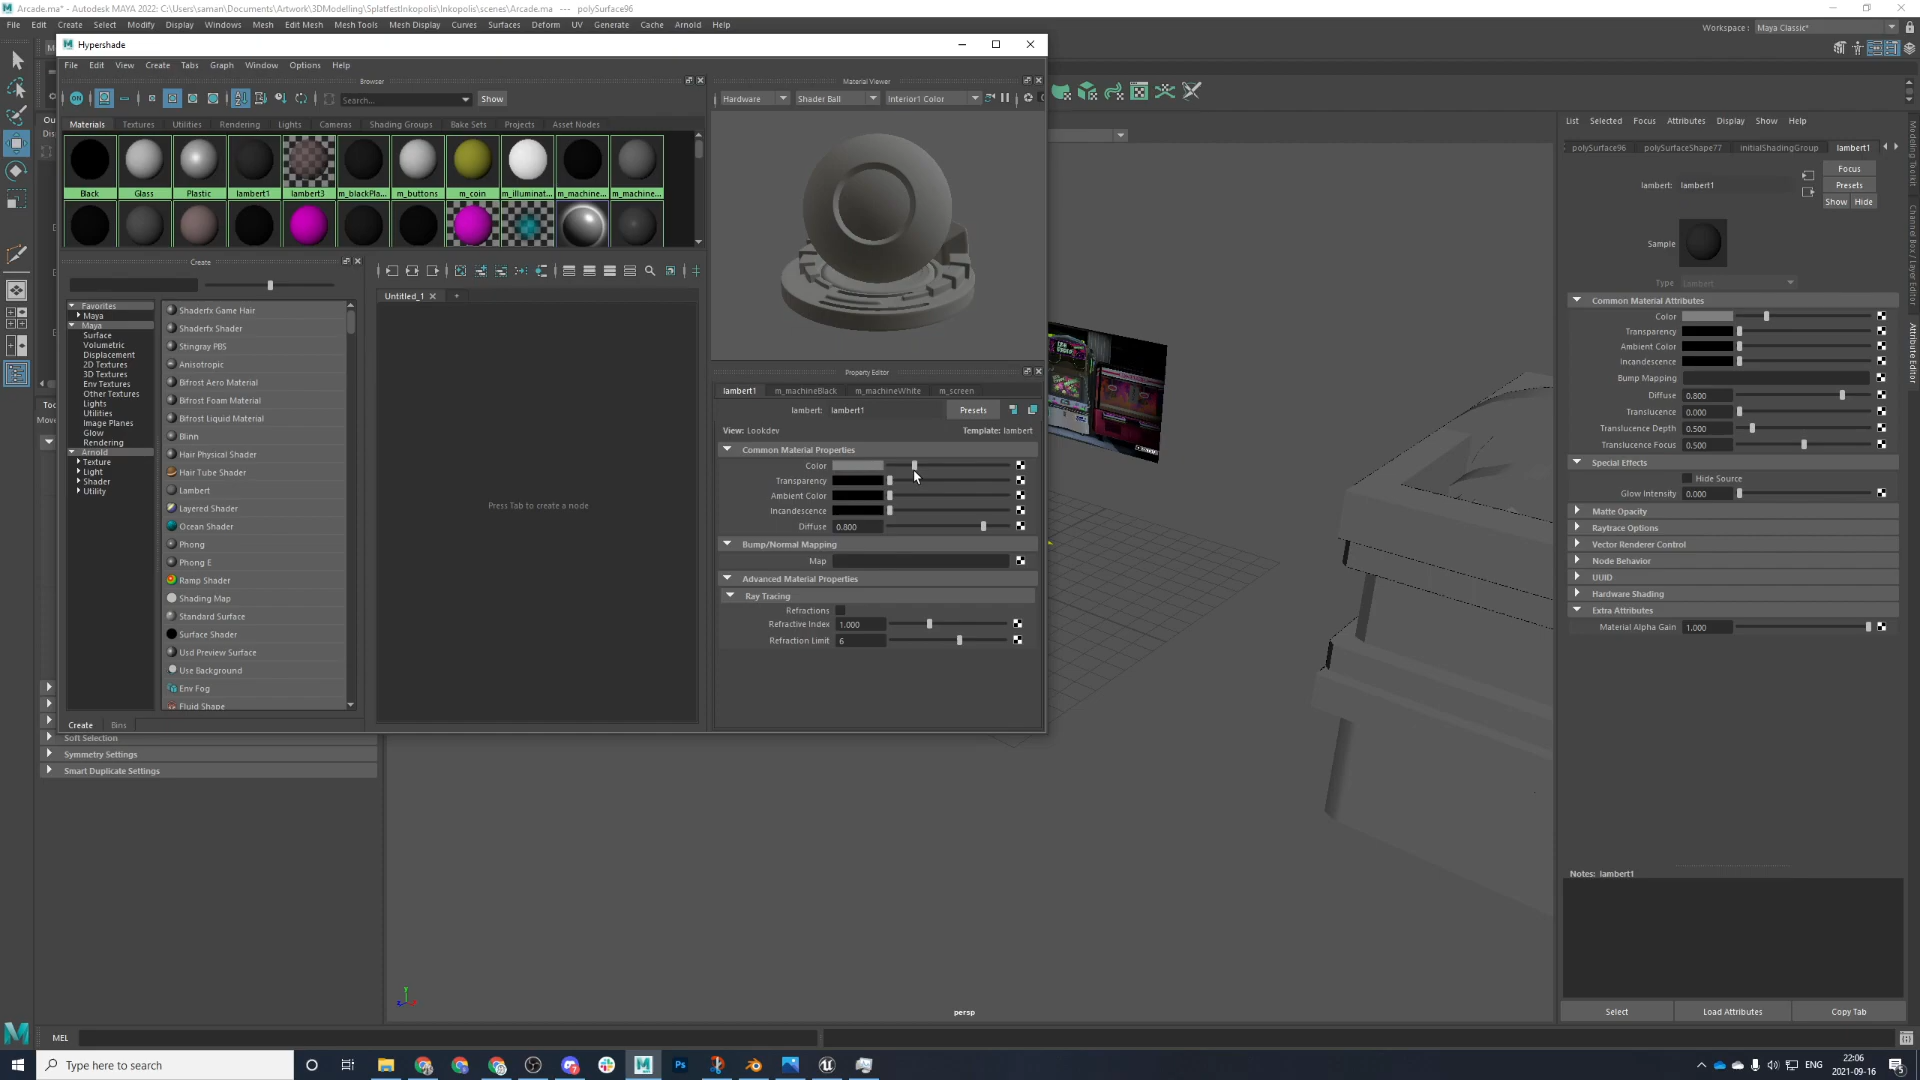 Arcade.ma* - Autodesk MAYA 2022: C:\Users\saman\Documents\Artwork\3DModelling\SplatfestInkopolis\Inkopolis\scenes\Arcade.ma --- polySurface96
File Edit Create Select Modify Display Windows Mesh Edit Mesh Mesh Tools Mesh Display Curves Surfaces Deform UV Generate Cache Arnold Help
Workspace: Maya Classic*
Hypershade
File Edit View Create Tabs Graph Window Options Help
Browser
Material Viewer
ON Search... Show
Hardware Shader Ball Interior1 Color
Materials Textures Utilities Rendering Lights Cameras Shading Groups Bake Sets Projects Asset Nodes
Black Glass Plastic lambert1 lambert3 m_blackPla... m_buttons m_coin m_illuminat... m_machine... m_machine...
Create
Untitled_1 +
Favorites
Maya
Maya
Surface
Volumetric
Displacement
2D Textures
3D Textures
Env Textures
Other Textures
Lights
Utilities
Image Planes
Glow
Rendering
Arnold
Texture
Light
Shader
Utility
Shaderfx Game Hair
Shaderfx Shader
Stingray PBS
Anisotropic
Bifrost Aero Material
Bifrost Foam Material
Bifrost Liquid Material
Blinn
Hair Physical Shader
Hair Tube Shader
Lambert
Layered Shader
Ocean Shader
Phong
Phong E
Ramp Shader
Shading Map
Standard Surface
Surface Shader
Usd Preview Surface
Use Background
Env Fog
Fluid Shape
Create Bins
Press Tab to create a node
Property Editor
lambert1 m_machineBlack m_machineWhite m_screen
lambert: lambert1 Presets
View: Lookdev Template: lambert
Common Material Properties
Color
Transparency
Ambient Color
Incandescence
Diffuse 0.800
Bump/Normal Mapping
Map
Advanced Material Properties
Ray Tracing
Refractions
Refractive Index 1.000
Refraction Limit 6
Soft Selection
Symmetry Settings
Smart Duplicate Settings
persp
List Selected Focus Attributes Display Show Help
polySurface96 polySurfaceShape77 initialShadingGroup lambert1
Focus
lambert: lambert1 Presets
Show Hide
Sample
Type Lambert
Common Material Attributes
Color
Transparency
Ambient Color
Incandescence
Bump Mapping
Diffuse 0.800
Translucence 0.000
Translucence Depth 0.500
Translucence Focus 0.500
Special Effects
Hide Source
Glow Intensity 0.000
Matte Opacity
Raytrace Options
Vector Renderer Control
Node Behavior
UUID
Hardware Shading
Extra Attributes
Material Alpha Gain 1.000
Notes: lambert1
Select Load Attributes Copy Tab
Modeling Toolkit
Channel Box / Layer Editor
Attribute Editor
MEL
Type here to search
ENG
22:06
2021-09-16